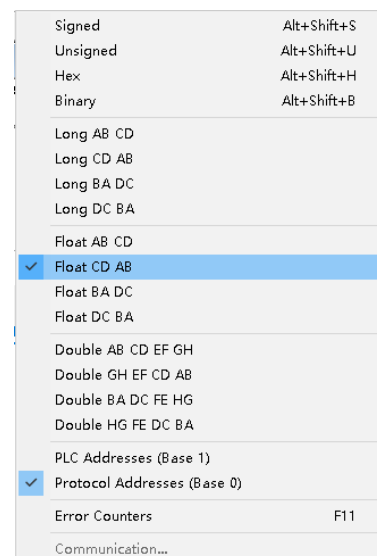 Signed Alt+Shift+S
Unsigned Alt+Shift+U
Hex Alt+Shift+H
Binary Alt+Shift+B
Long AB CD
Long CD AB
Long BA DC
Long DC BA
Float AB CD
Float CD AB
Float BA DC
Float DC BA
Double AB CD EF GH
Double GH EF CD AB
Double BA DC FE HG
Double HG FE DC BA
PLC Addresses (Base 1)
Protocol Addresses (Base 0)
Error Counters F11
Communication...